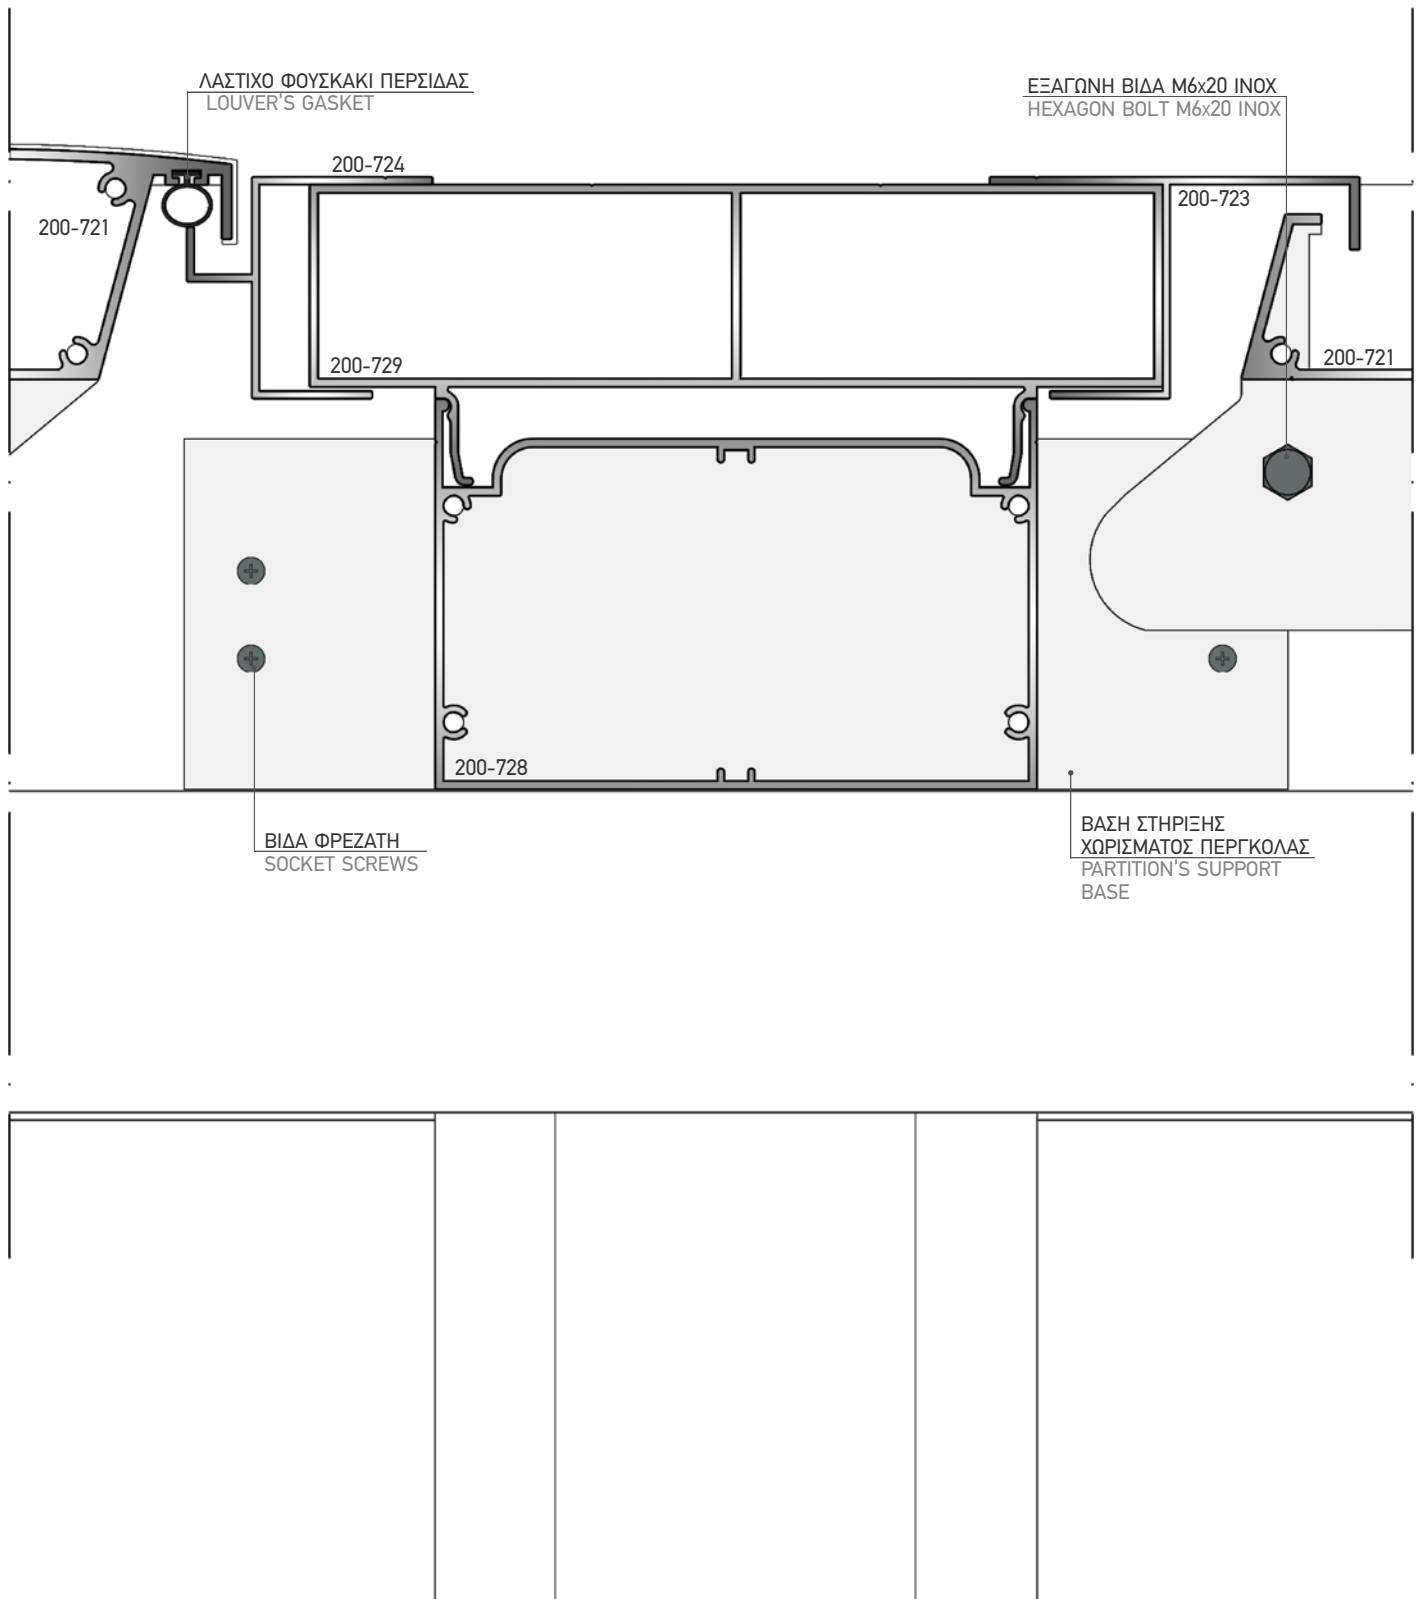 ΛΑΣΤΙΧΟ ΦΟΥΣΚΑΚΙ ΠΕΡΣΙΔΑΣ
LOUVER'S GASKET
ΕΞΑΓΩΝΗ ΒΙΔΑ M6x20 INOX
HEXAGON BOLT M6x20 INOX
200-724
200-723
200-721
200-729
200-721
200-728
ΒΙΔΑ ΦΡΕΖΑΤΗ
SOCKET SCREWS
ΒΑΣΗ ΣΤΗΡΙΞΗΣ
ΧΩΡΙΣΜΑΤΟΣ ΠΕΡΓΚΟΛΑΣ
PARTITION'S SUPPORT
BASE